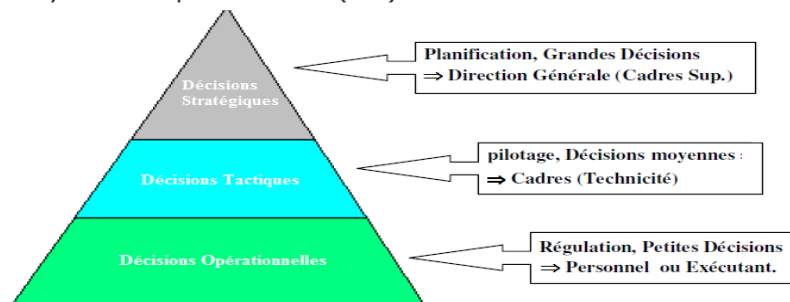 Planification, Grandes Décisions
⇒ Direction Générale (Cadres Sup.)
Décisions
Stratégiques
pilotage, Décisions moyennes :
⇒ Cadres (Technicité)
Décisions Tactiques
Régulation, Petites Décisions
⇒ Personnel ou Exécutant.
Décisions Opérationnelles